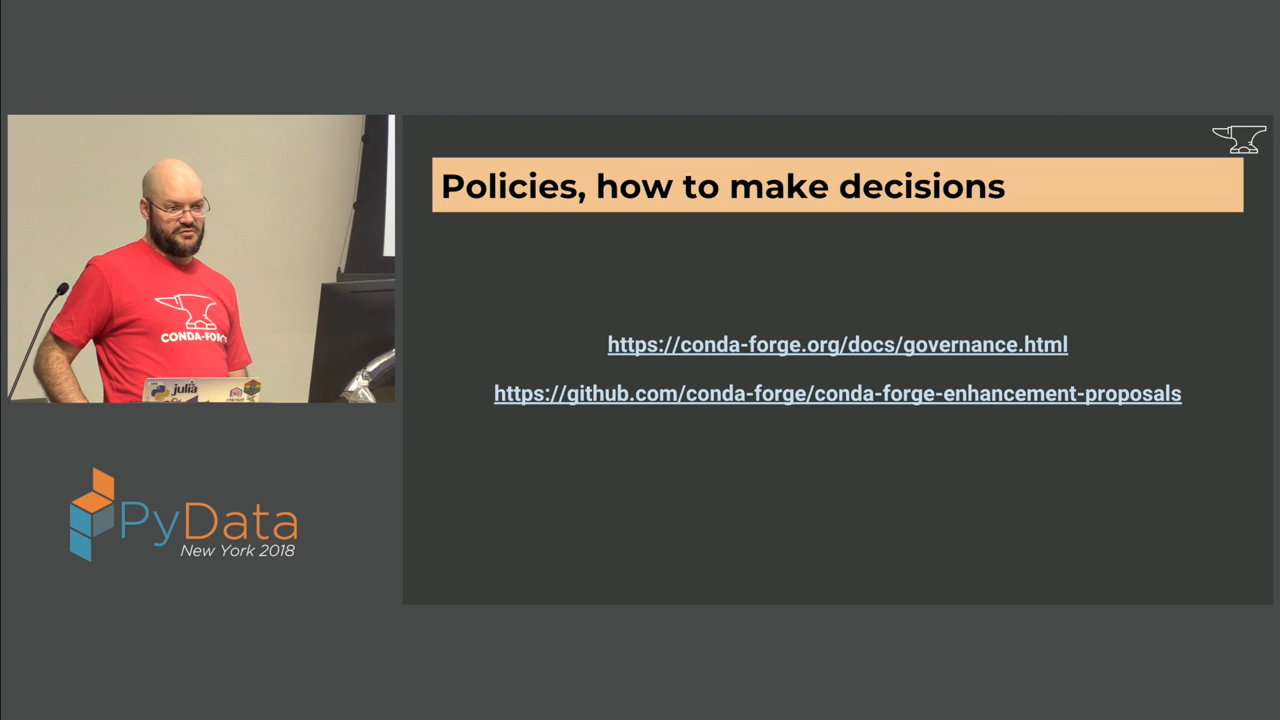 Policies, how to make decisions
https://conda-forge.org/docs/governance.html
https://github.com/conda-forge/conda-forge-enhancement-proposals
CONDA-FORGE
julia
PyData
New York 2018